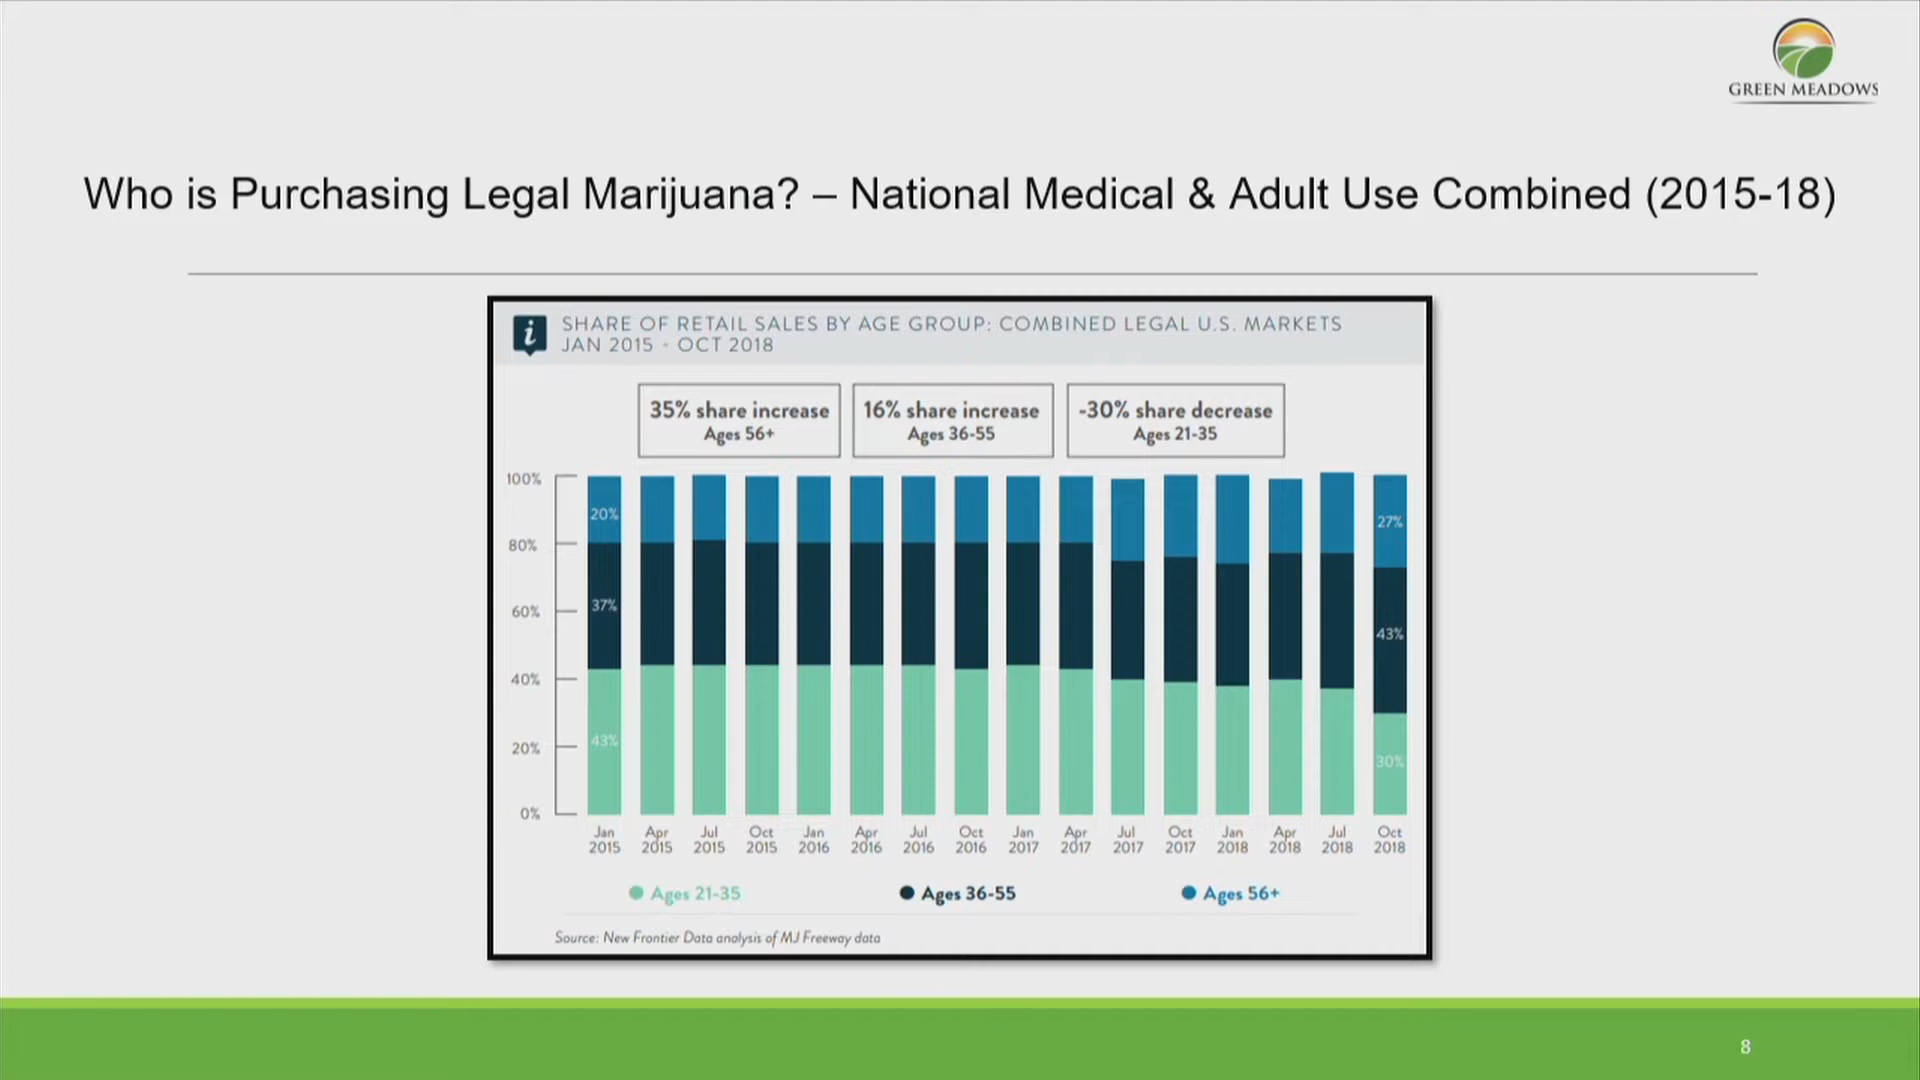 GREEN MEADOWS
Who is Purchasing Legal Marijuana? – National Medical & Adult Use Combined (2015-18)
i
SHARE OF RETAIL SALES BY AGE GROUP: COMBINED LEGAL U.S. MARKETS
JAN 2015 - OCT 2018
35% share increase
Ages 56+
16% share increase
Ages 36-55
-30% share decrease
Ages 21-35
100%
80%
60%
40%
20%
0%
20%
37%
43%
27%
43%
30%
Jan 2015
Apr 2015
Jul 2015
Oct 2015
Jan 2016
Apr 2016
Jul 2016
Oct 2016
Jan 2017
Apr 2017
Jul 2017
Oct 2017
Jan 2018
Apr 2018
Jul 2018
Oct 2018
Ages 21-35
Ages 36-55
Ages 56+
Source: New Frontier Data analysis of MJ Freeway data
8